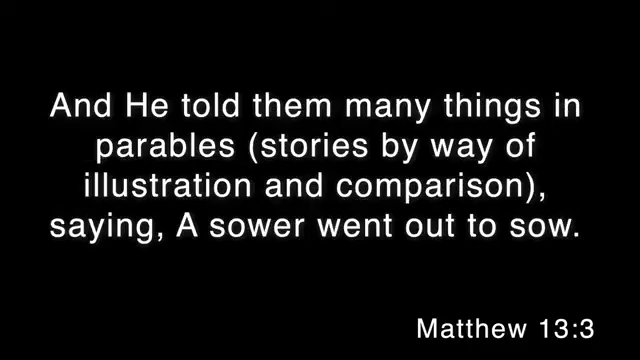 And He told them many things in
parables (stories by way of
illustration and comparison),
saying, A sower went out to sow.
Matthew 13:3